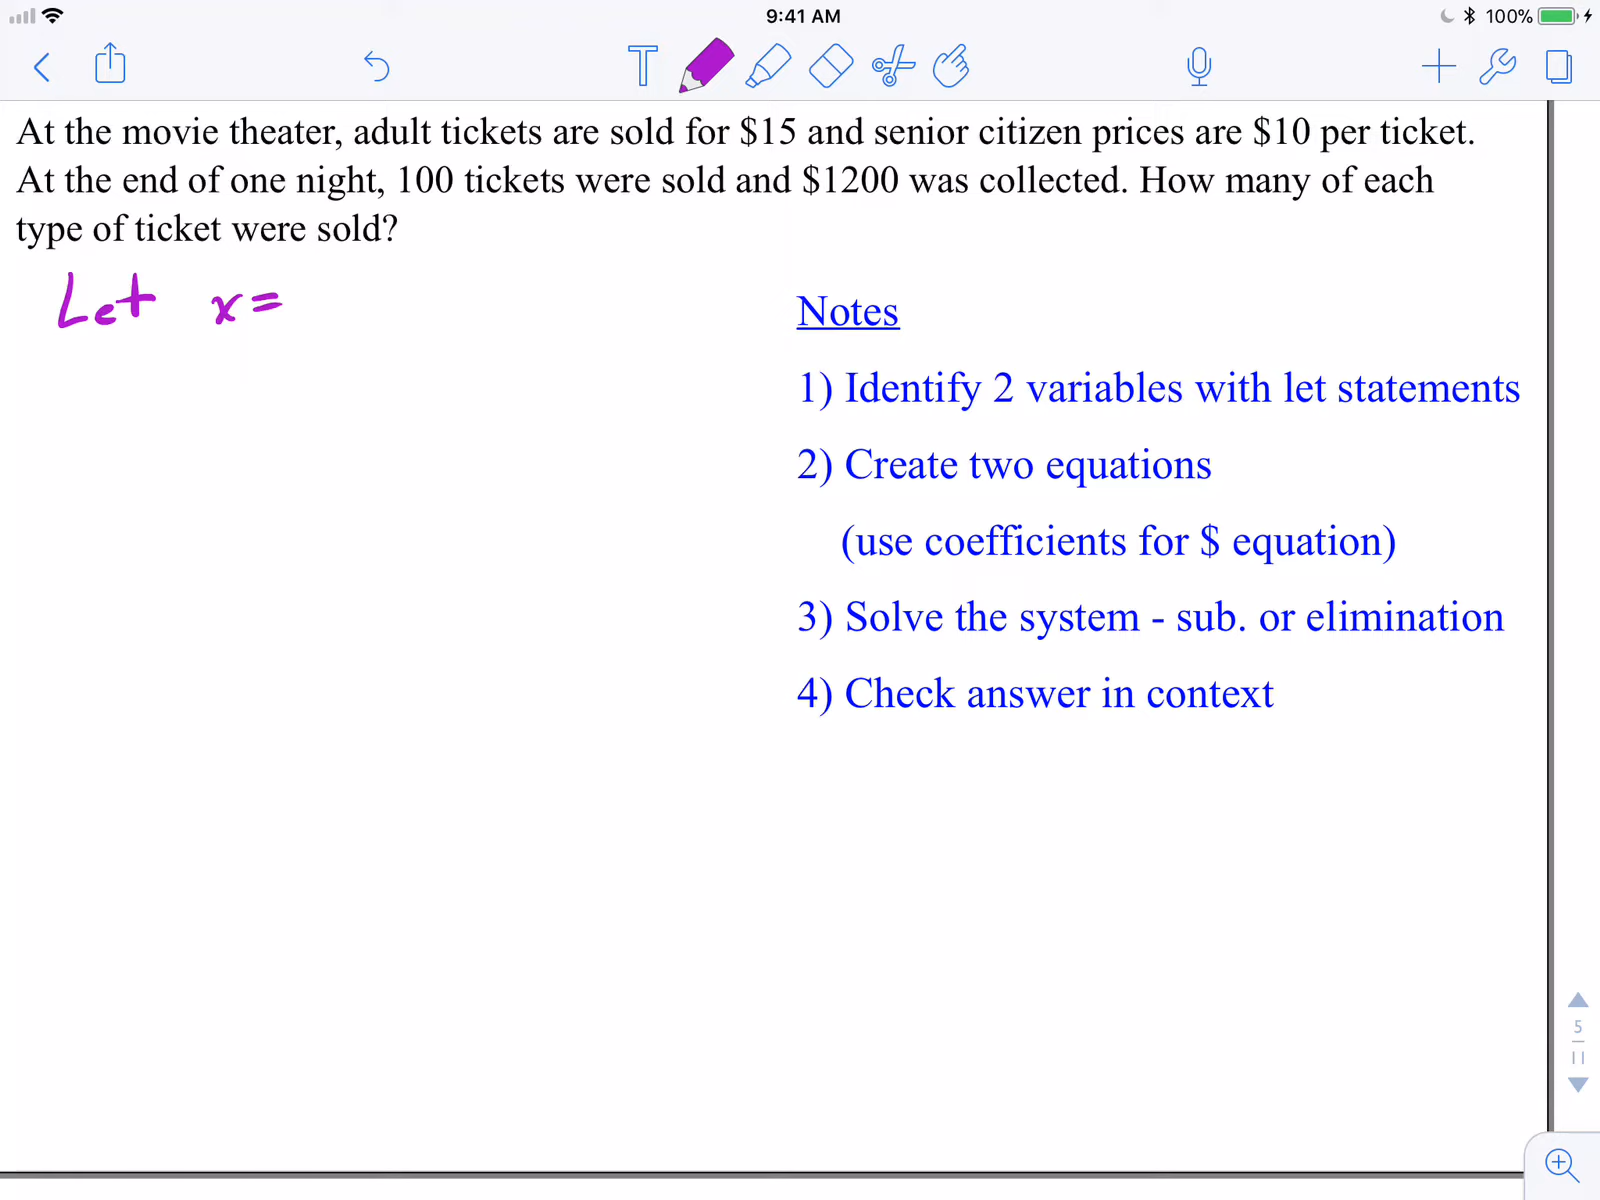 9:41 AM
100%
T
At the movie theater, adult tickets are sold for $15 and senior citizen prices are $10 per ticket.
At the end of one night, 100 tickets were sold and $1200 was collected. How many of each
type of ticket were sold?
Let x=
Notes
1) Identify 2 variables with let statements
2) Create two equations
(use coefficients for $ equation)
3) Solve the system - sub. or elimination
4) Check answer in context
5
11